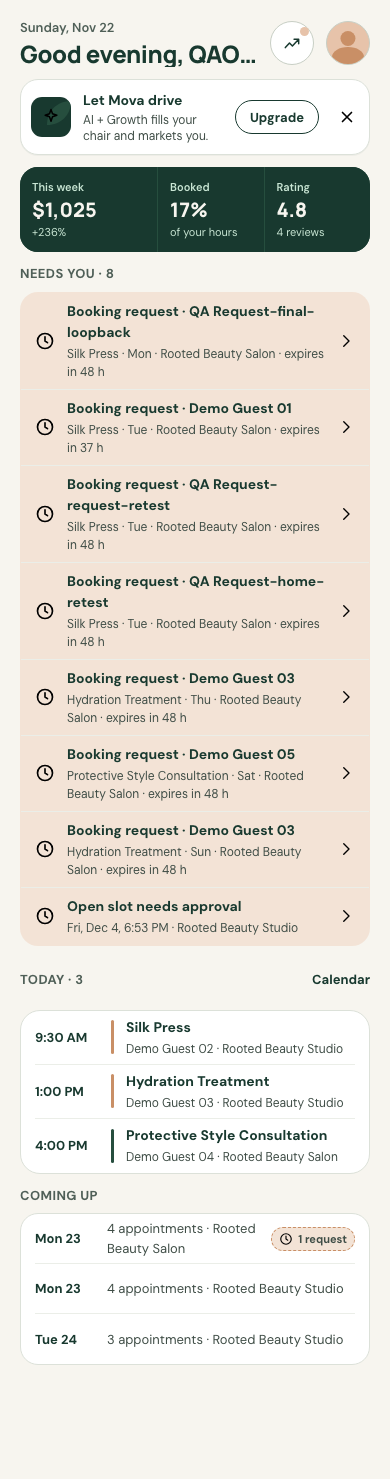 Sunday, Nov 22
Good evening, QAO...
Let Mova drive
AI + Growth fills your
chair and markets you.
Upgrade
This week
$1,025
+236%
Booked
17%
of your hours
Rating
4.8
4 reviews
NEEDS YOU · 8
Booking request · QA Request-final-
loopback
Silk Press · Mon · Rooted Beauty Salon · expires
in 48 h
Booking request · Demo Guest 01
Silk Press · Tue · Rooted Beauty Salon · expires
in 37 h
Booking request · QA Request-
request-retest
Silk Press · Tue · Rooted Beauty Salon · expires
in 48 h
Booking request · QA Request-home-
retest
Silk Press · Tue · Rooted Beauty Salon · expires
in 48 h
Booking request · Demo Guest 03
Hydration Treatment · Thu · Rooted Beauty
Salon · expires in 48 h
Booking request · Demo Guest 05
Protective Style Consultation · Sat · Rooted
Beauty Salon · expires in 48 h
Booking request · Demo Guest 03
Hydration Treatment · Sun · Rooted Beauty
Salon · expires in 48 h
Open slot needs approval
Fri, Dec 4, 6:53 PM · Rooted Beauty Studio
TODAY · 3
Calendar
9:30 AM
Silk Press
Demo Guest 02 · Rooted Beauty Studio
1:00 PM
Hydration Treatment
Demo Guest 03 · Rooted Beauty Studio
4:00 PM
Protective Style Consultation
Demo Guest 04 · Rooted Beauty Salon
COMING UP
Mon 23
4 appointments · Rooted
Beauty Salon
1 request
Mon 23
4 appointments · Rooted Beauty Studio
Tue 24
3 appointments · Rooted Beauty Studio